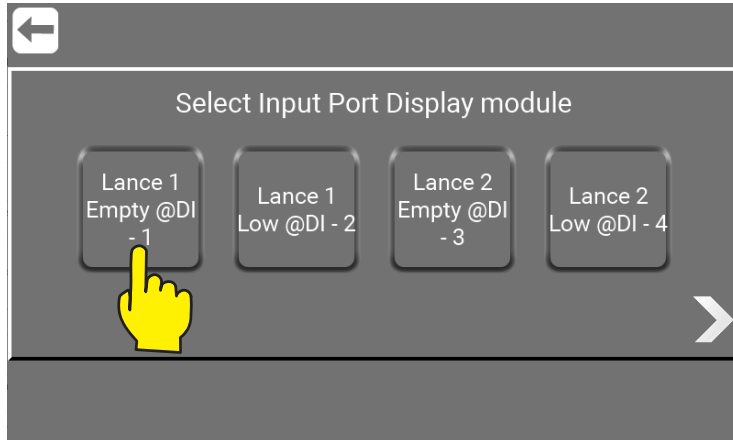 Select Input Port Display module
Lance 1
Empty @DI
- 1
Lance 1
Low @DI - 2
Lance 2
Empty @DI
- 3
Lance 2
Low @DI - 4